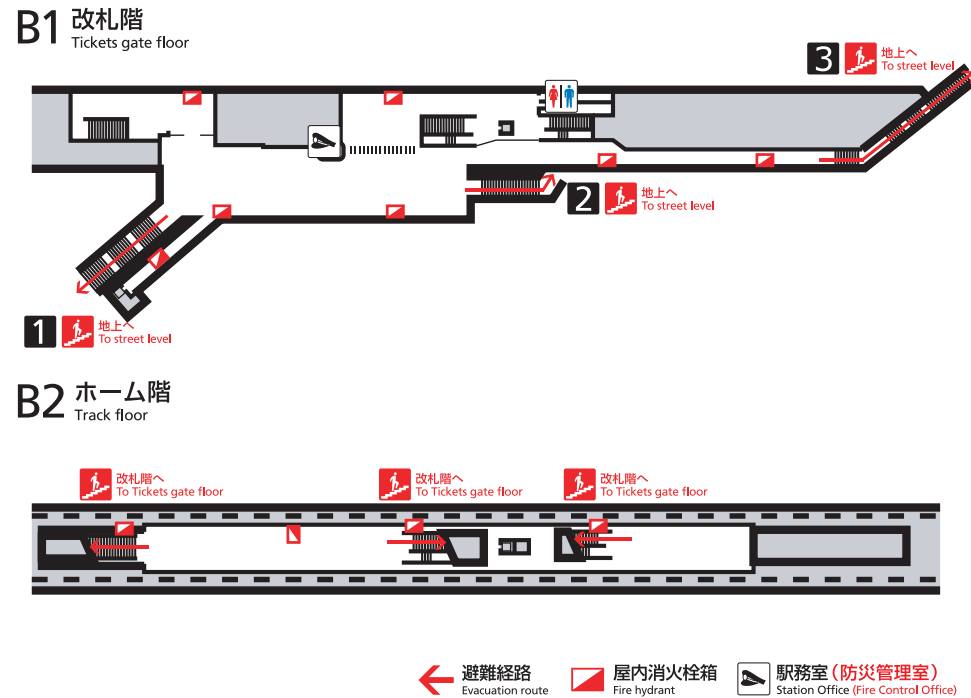 B1 改札階
Tickets gate floor
3 地上へ
To street level
2 地上へ
To street level
1 地上へ
To street level
B2 ホーム階
Track floor
改札階へ
To Tickets gate floor
改札階へ
To Tickets gate floor
改札階へ
To Tickets gate floor
避難経路
Evacuation route
屋内消火栓箱
Fire hydrant
駅務室(防災管理室)
Station Office (Fire Control Office)